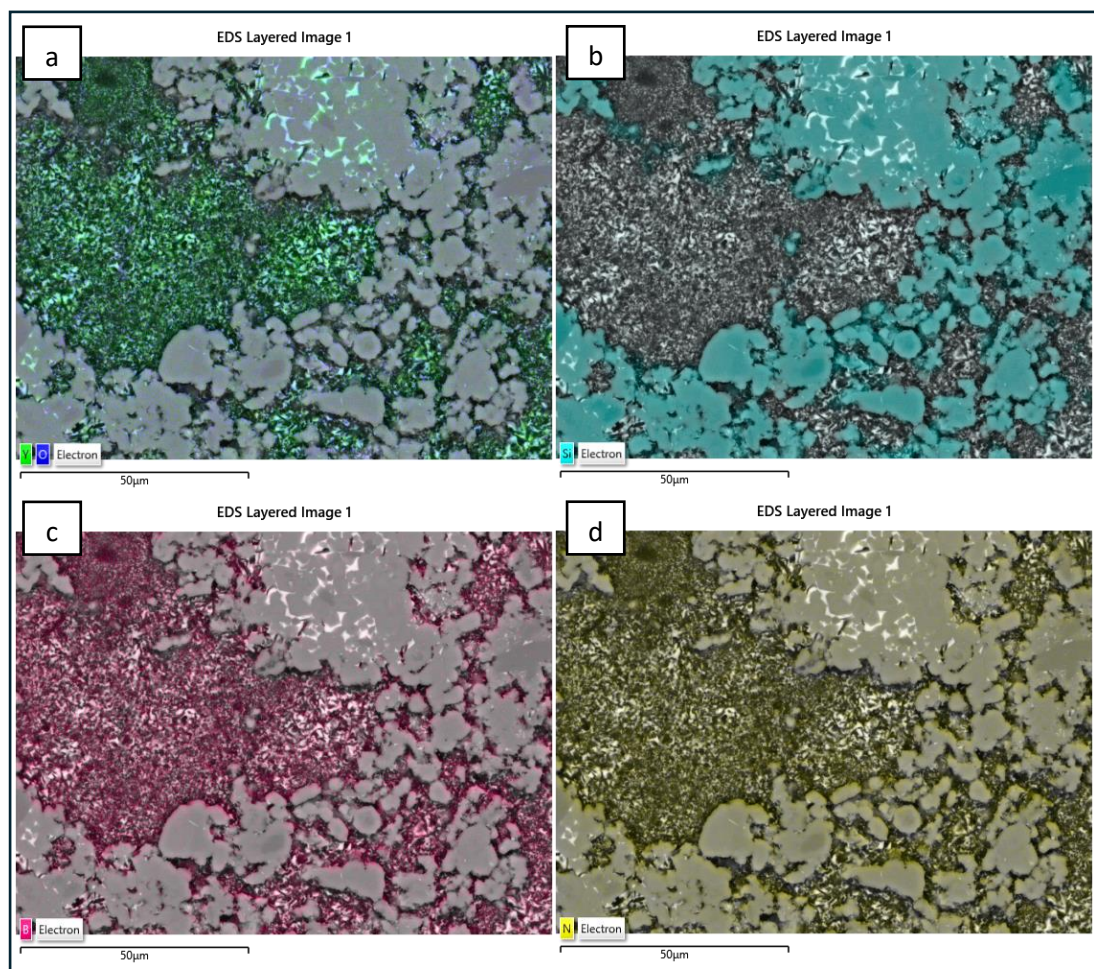 a
EDS Layered Image 1
Y O Electron
50μm
b
EDS Layered Image 1
Si Electron
50μm
c
EDS Layered Image 1
B Electron
50μm
d
EDS Layered Image 1
N Electron
50μm